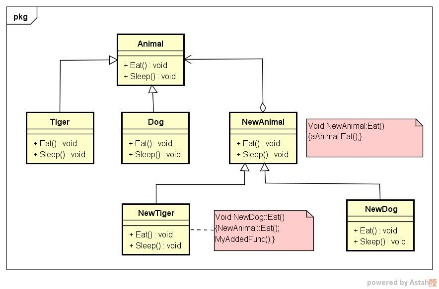 pkg
Animal
+ Eat() : void
+ Sleep() : void
Tiger
+ Eat() : void
+ Sleep() : void
Dog
+ Eat() : void
+ Sleep() : void
NewAnimal
+ Eat() : void
+ Sleep() : void
Void NewAnimal::Eat()
{aAnimal.Eat();}
NewTiger
+ Eat() : void
+ Sleep() : void
Void NewDog::Eat()
{NewAnimal::Eat();
MyAddedFunc();}
NewDog
+ Eat() : void
+ Sleep() : void
powered by Astah